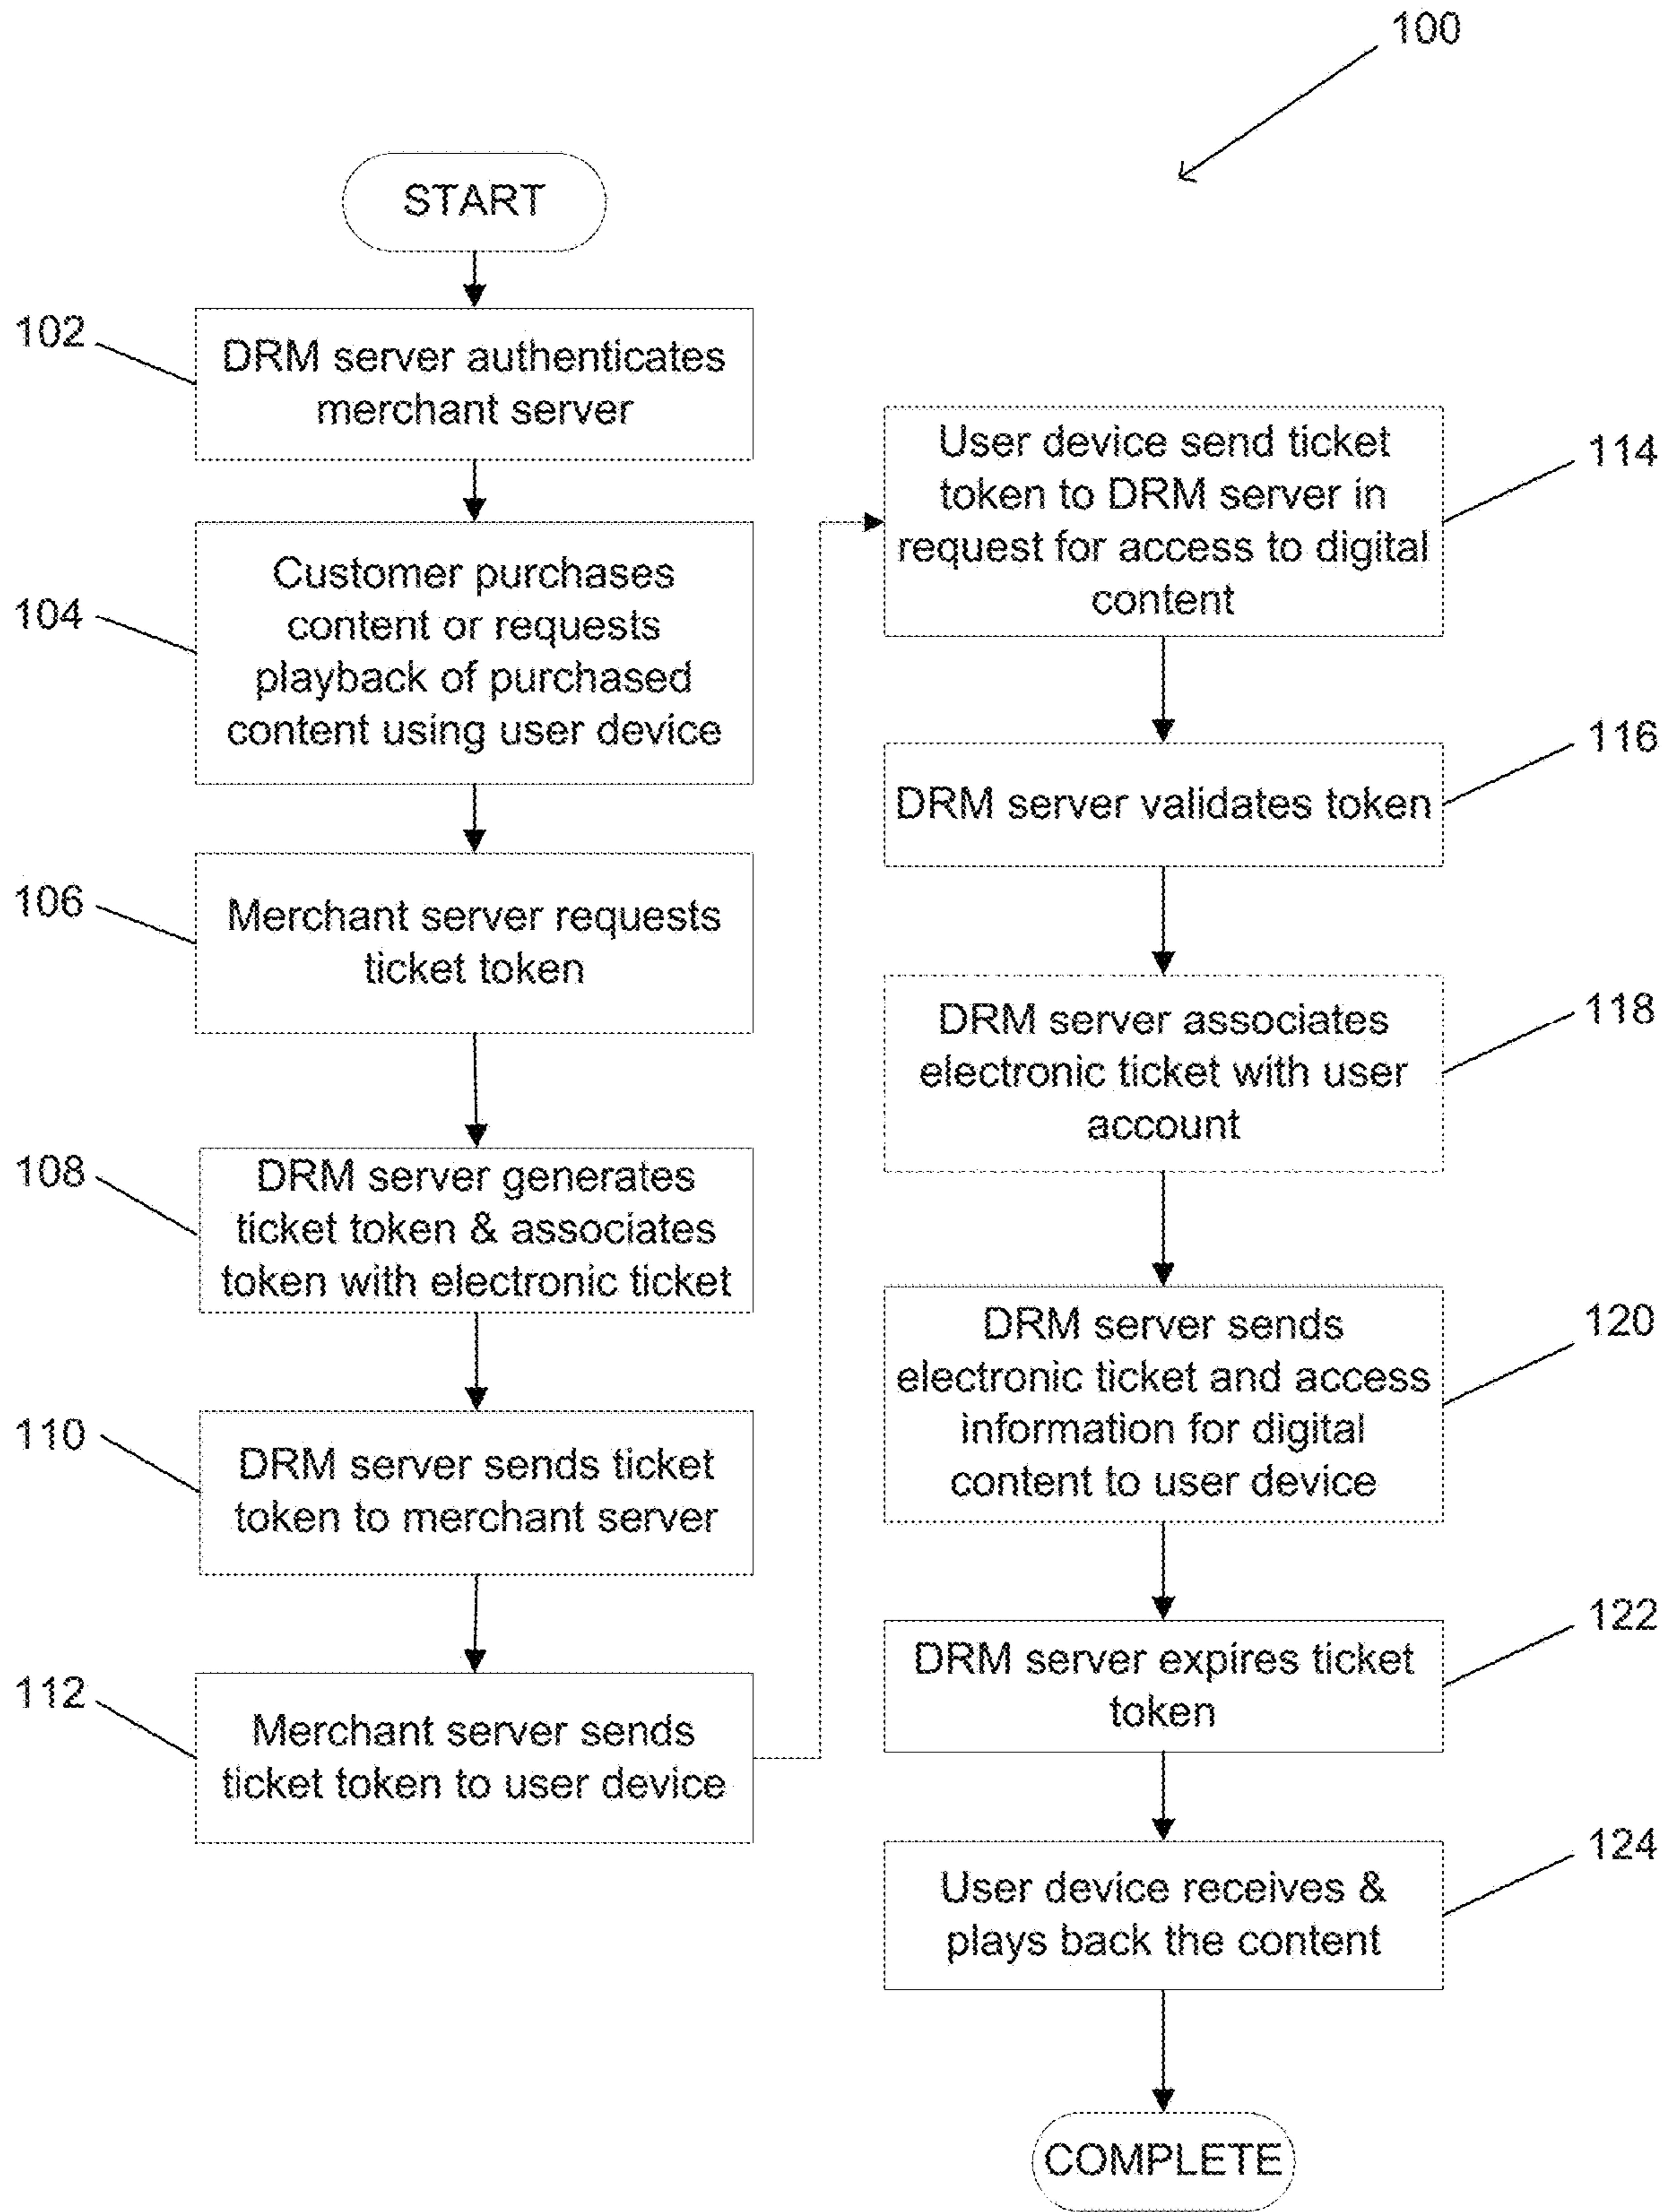 100
START
102
DRM server authenticates
merchant server
104
Customer purchases
content or requests
playback of purchased
content using user device
106
Merchant server requests
ticket token
108
DRM server generates
ticket token & associates
token with electronic ticket
110
DRM server sends ticket
token to merchant server
112
Merchant server sends
ticket token to user device
114
User device send ticket
token to DRM server in
request for access to digital
content
116
DRM server validates token
118
DRM server associates
electronic ticket with user
account
120
DRM server sends
electronic ticket and access
information for digital
content to user device
122
DRM server expires ticket
token
124
User device receives &
plays back the content
COMPLETE